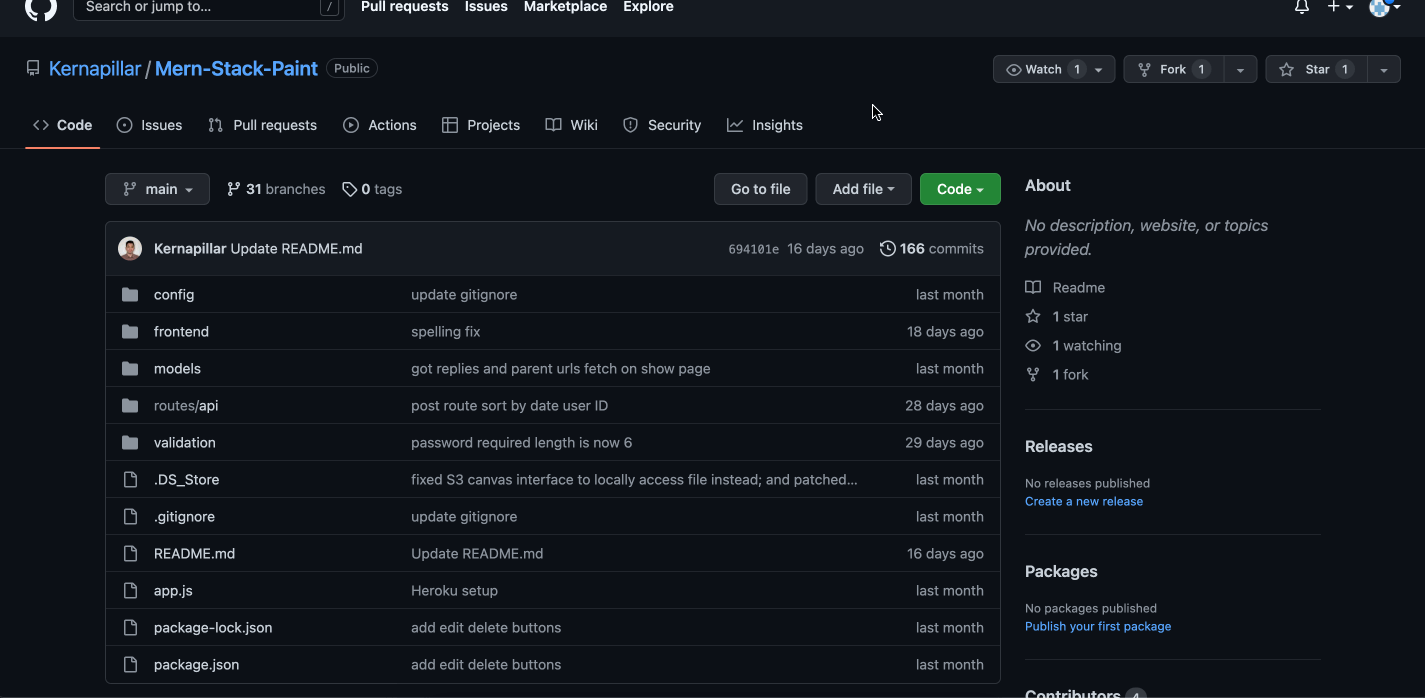 Search or jump to... /
Pull requests Issues Marketplace Explore
Kernapillar / Mern-Stack-Paint Public
Watch 1 Fork 1 Star 1
Code Issues Pull requests Actions Projects Wiki Security Insights
main 31 branches 0 tags Go to file Add file Code
Kernapillar Update README.md 694101e 16 days ago 166 commits
config update gitignore last month
frontend spelling fix 18 days ago
models got replies and parent urls fetch on show page last month
routes/api post route sort by date user ID 28 days ago
validation password required length is now 6 29 days ago
.DS_Store fixed S3 canvas interface to locally access file instead; and patched... last month
.gitignore update gitignore last month
README.md Update README.md 16 days ago
app.js Heroku setup last month
package-lock.json add edit delete buttons last month
package.json add edit delete buttons last month
About
No description, website, or topics
provided.
Readme
1 star
1 watching
1 fork
Releases
No releases published
Create a new release
Packages
No packages published
Publish your first package
Contributors 4